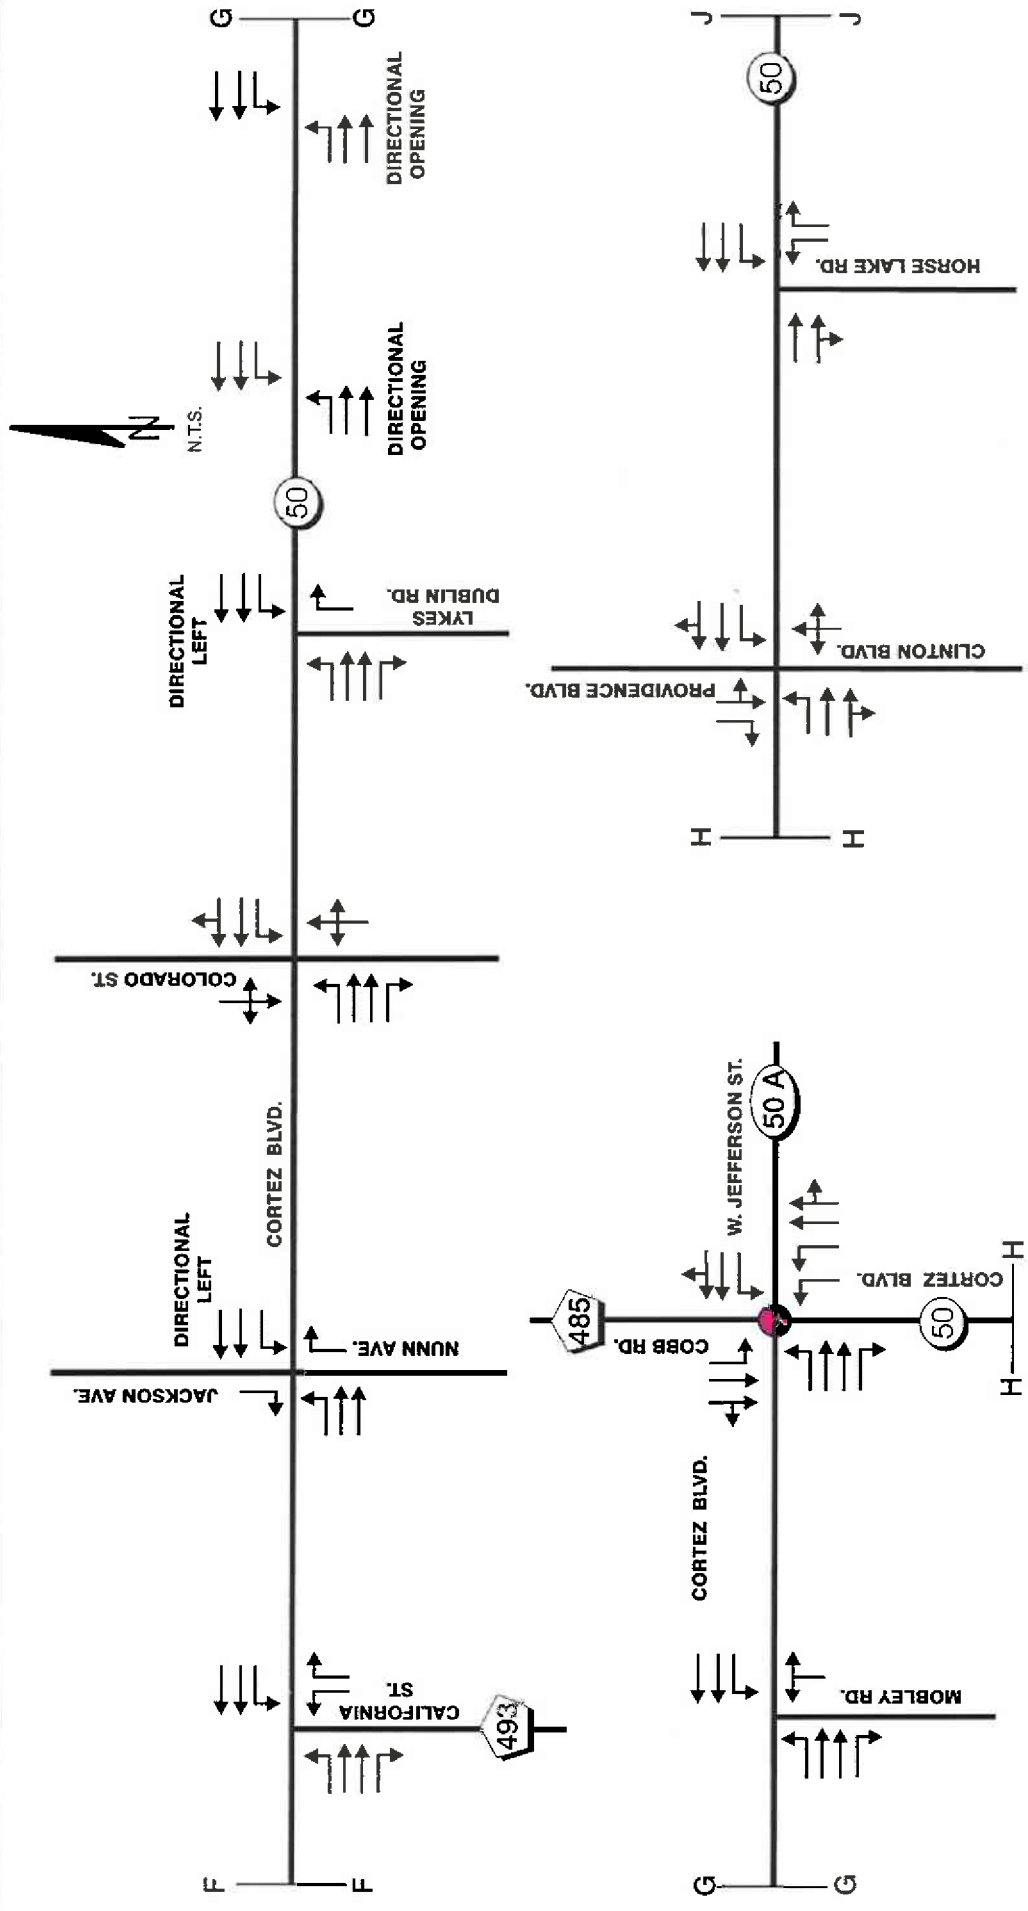 F
F
493
CALIFORNIA
ST.
JACKSON AVE.
NUNN AVE.
DIRECTIONAL
LEFT
CORTEZ BLVD.
COLORADO ST.
DIRECTIONAL
LEFT
LYKES
DUBLIN RD.
50
N
N.T.S.
DIRECTIONAL
OPENING
DIRECTIONAL
OPENING
G
G
G
G
MOBLEY RD.
CORTEZ BLVD.
COBB RD.
485
W. JEFFERSON ST.
50 A
CORTEZ BLVD.
50
H
H
H
H
PROVIDENCE BLVD.
CLINTON BLVD.
HORSE LAKE RD.
50
J
J